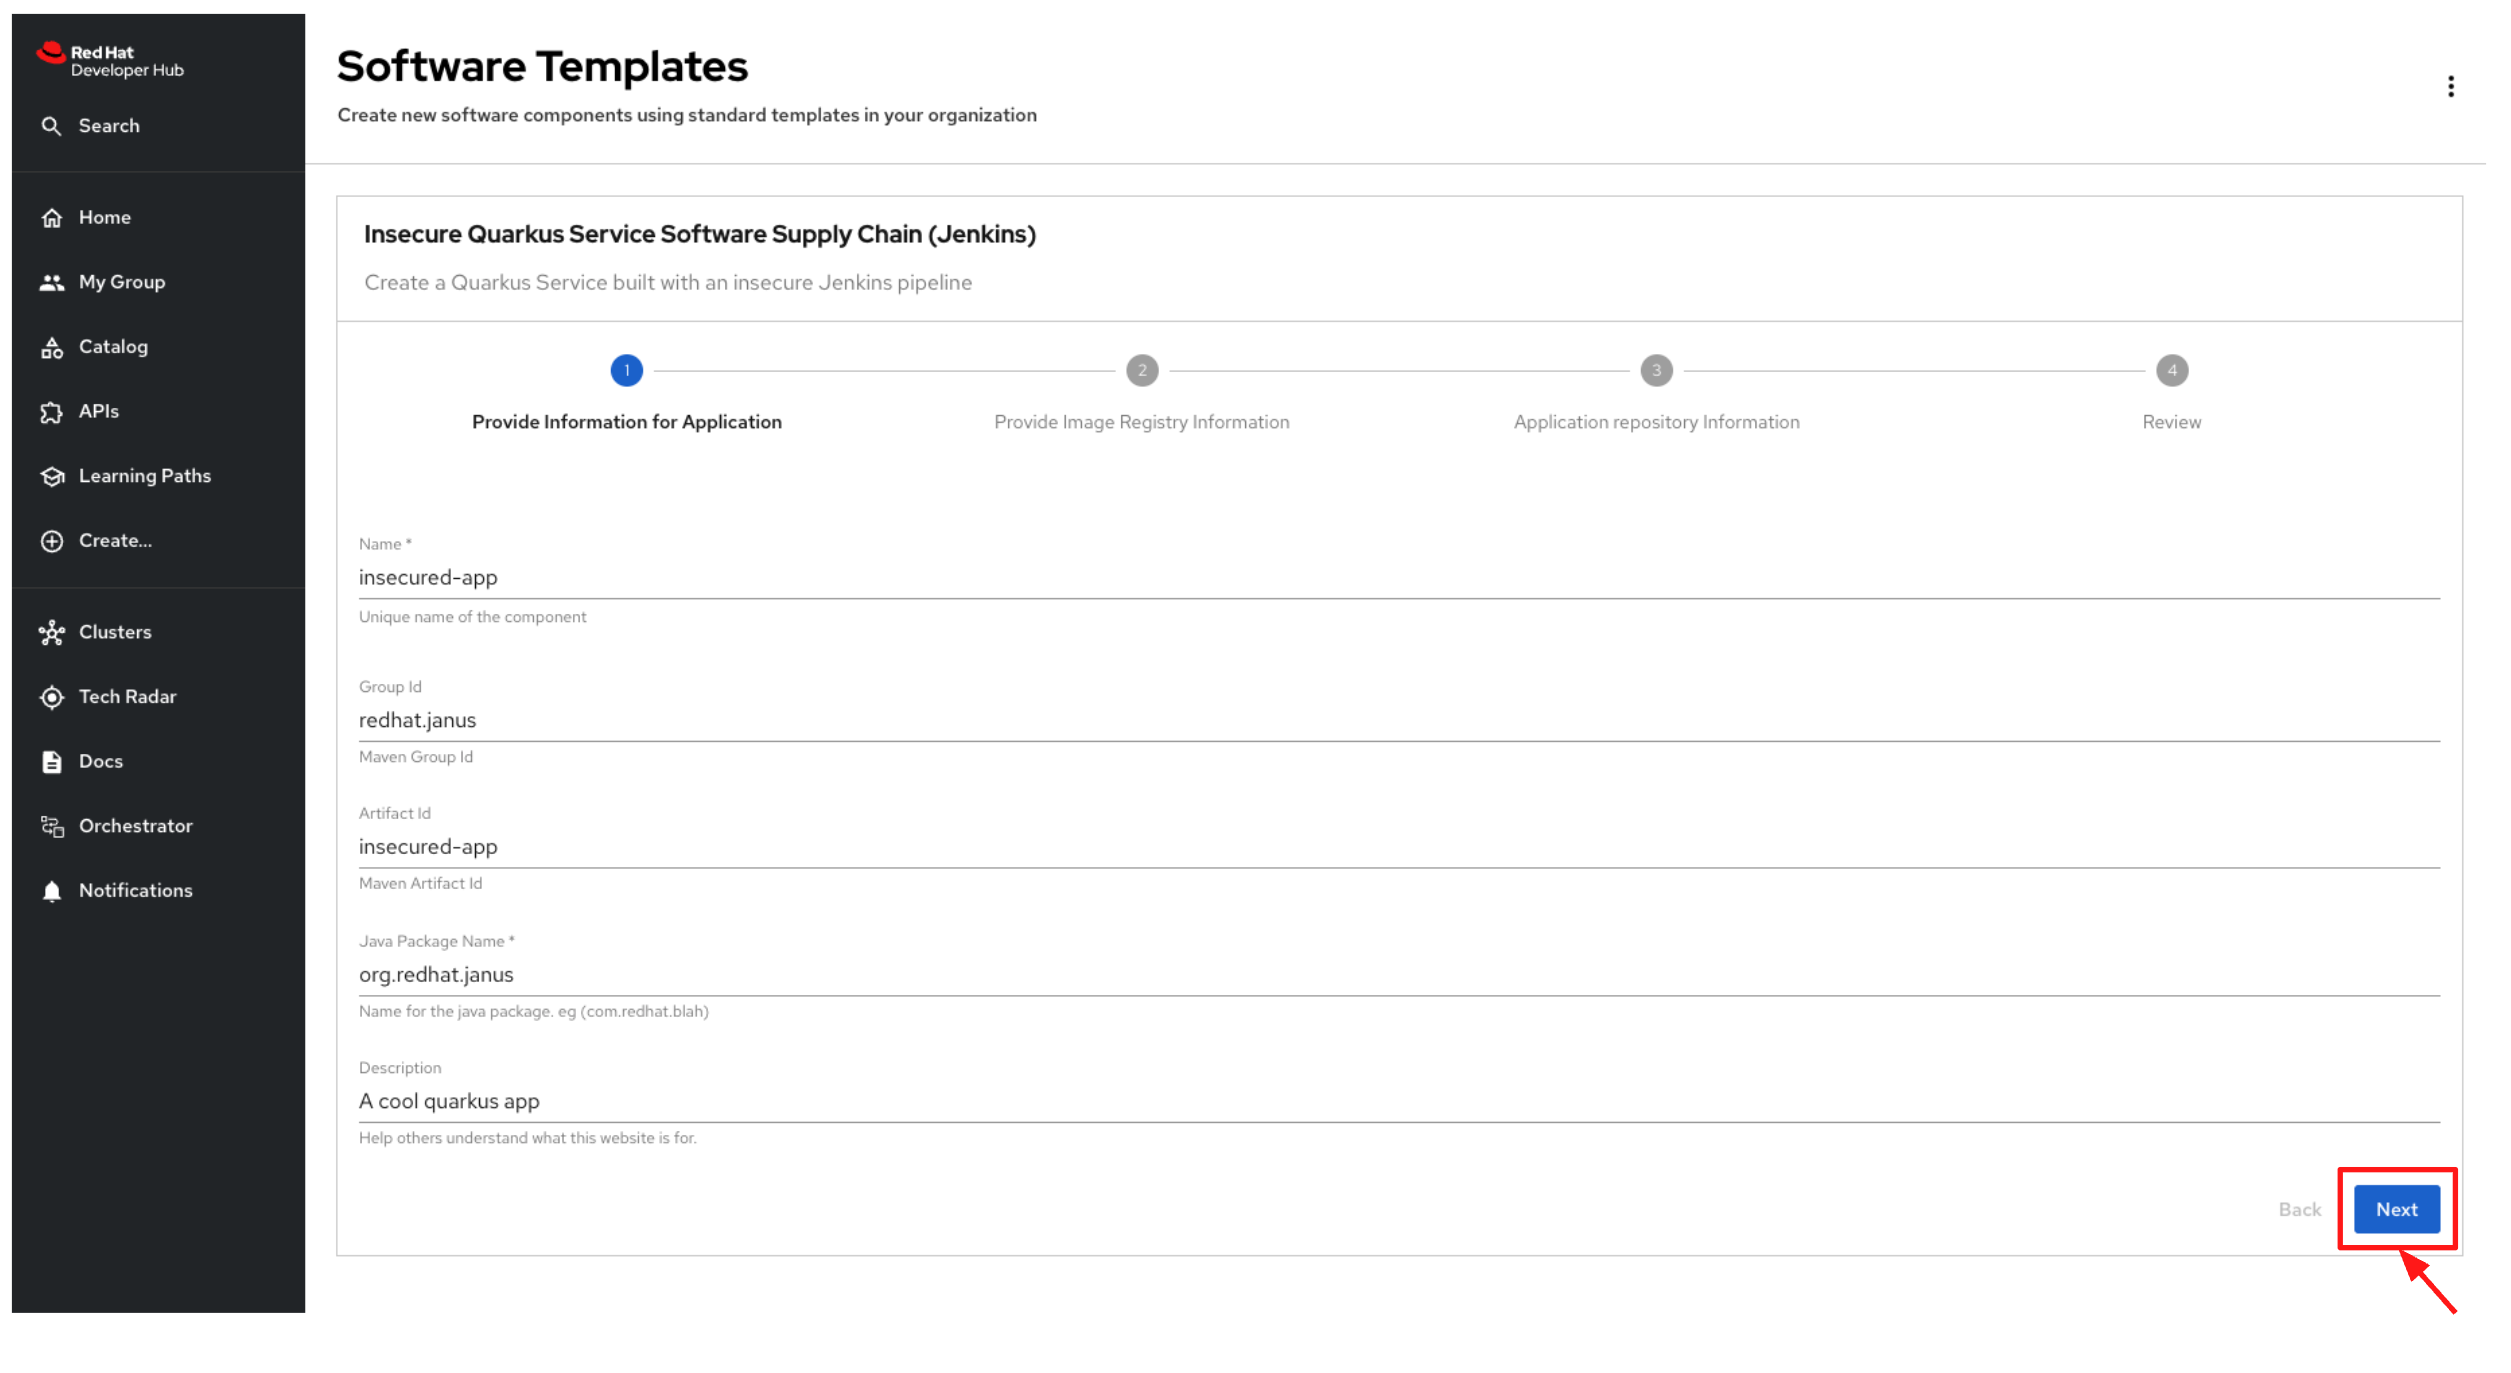 Red Hat
Developer Hub
Search
Home
My Group
Catalog
APIs
Learning Paths
Create...
Clusters
Tech Radar
Docs
Orchestrator
Notifications
Software Templates
Create new software components using standard templates in your organization
Insecure Quarkus Service Software Supply Chain (Jenkins)
Create a Quarkus Service built with an insecure Jenkins pipeline
1
2
3
4
Provide Information for Application
Provide Image Registry Information
Application repository Information
Review
Name *
insecured-app
Unique name of the component
Group Id
redhat.janus
Maven Group Id
Artifact Id
insecured-app
Maven Artifact Id
Java Package Name *
org.redhat.janus
Name for the java package. eg (com.redhat.blah)
Description
A cool quarkus app
Help others understand what this website is for.
Back
Next